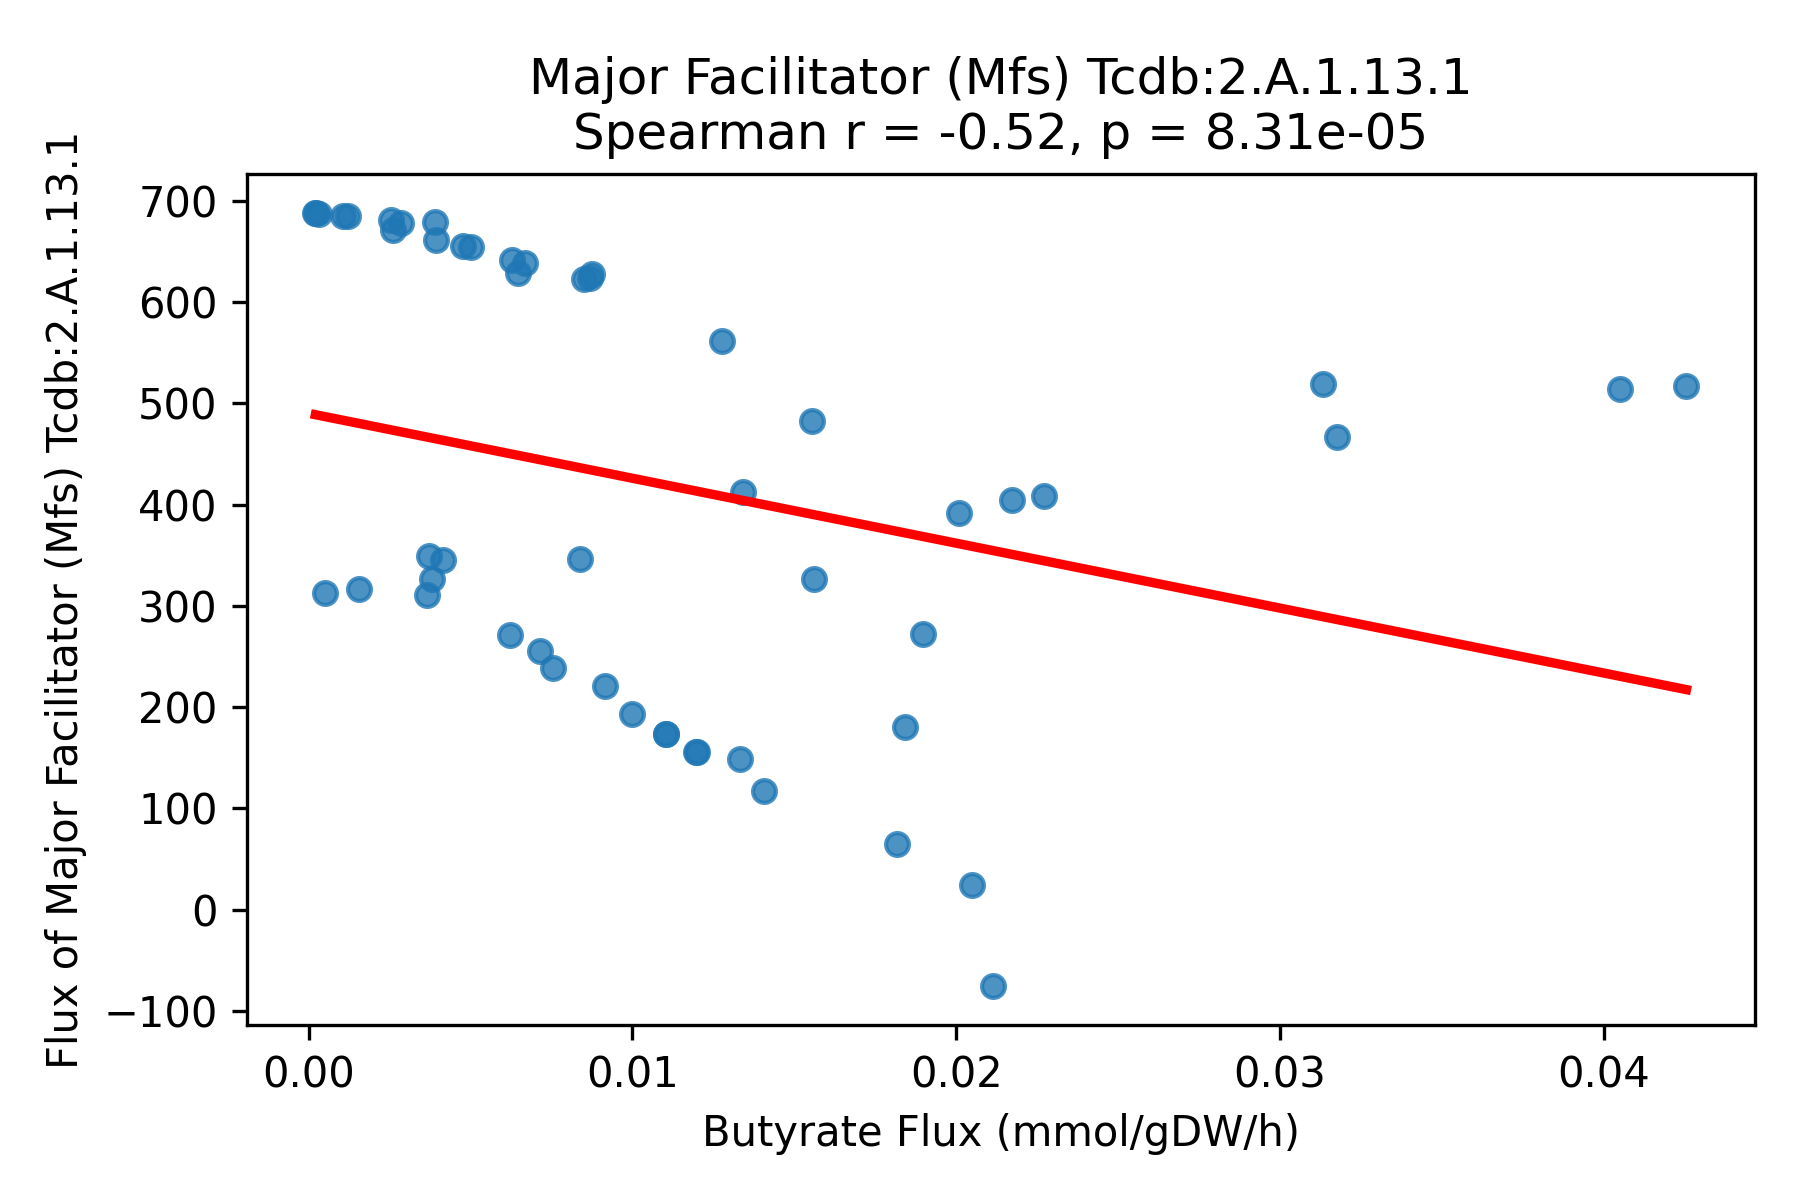 Major Facilitator (Mfs) Tcdb:2.A.1.13.1
Spearman r = -0.52, p = 8.31e-05
Flux of Major Facilitator (Mfs) Tcdb:2.A.1.13.1
700
600
500
400
300
200
100
0
−100
0.00 0.01 0.02 0.03 0.04
Butyrate Flux (mmol/gDW/h)